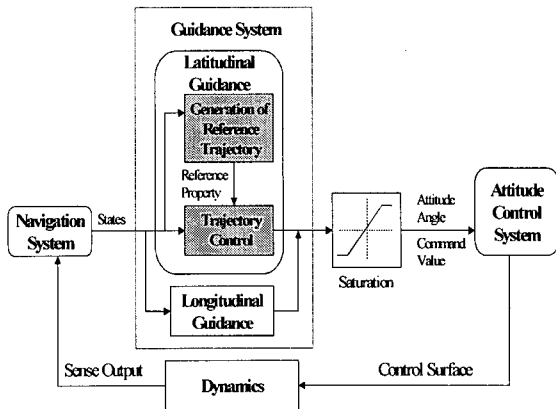 Guidance System
Latitudinal
Guidance
Generation of
Reference
Trajectory
Reference
Property
Navigation
System
States
Trajectory
Control
Longitudinal
Guidance
Saturation
Attitude
Angle
Command
Value
Attitude
Control
System
Sense Output
Dynamics
Control Surface